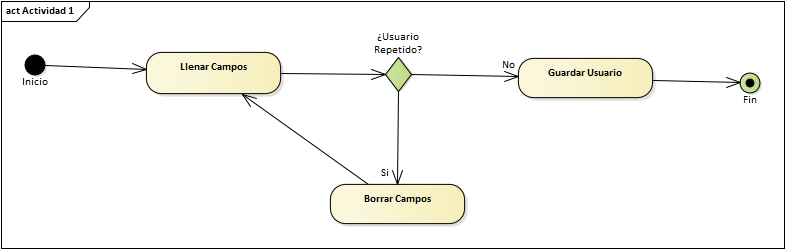 act Actividad 1
¿Usuario
Repetido?
Llenar Campos
Inicio
No
Guardar Usuario
Fin
Si
Borrar Campos